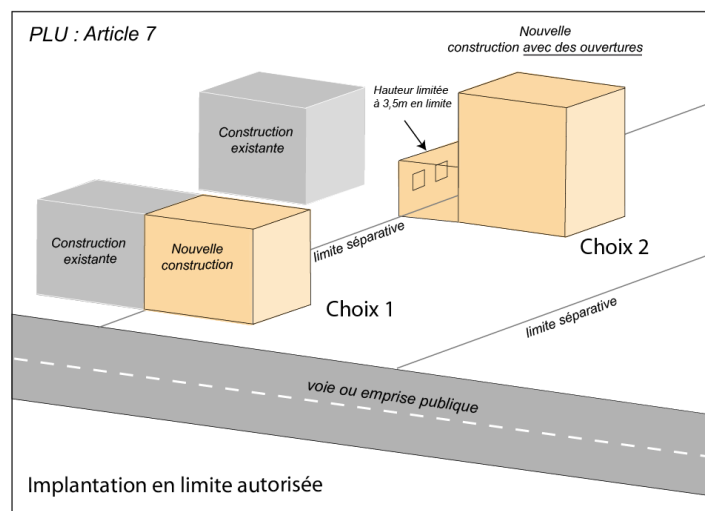 PLU : Article 7
Nouvelle
construction avec des ouvertures
Hauteur limitée
à 3,5m en limite
Construction
existante
Construction
existante
Nouvelle
construction
limite séparative
Choix 2
Choix 1
limite séparative
voie ou emprise publique
Implantation en limite autorisée